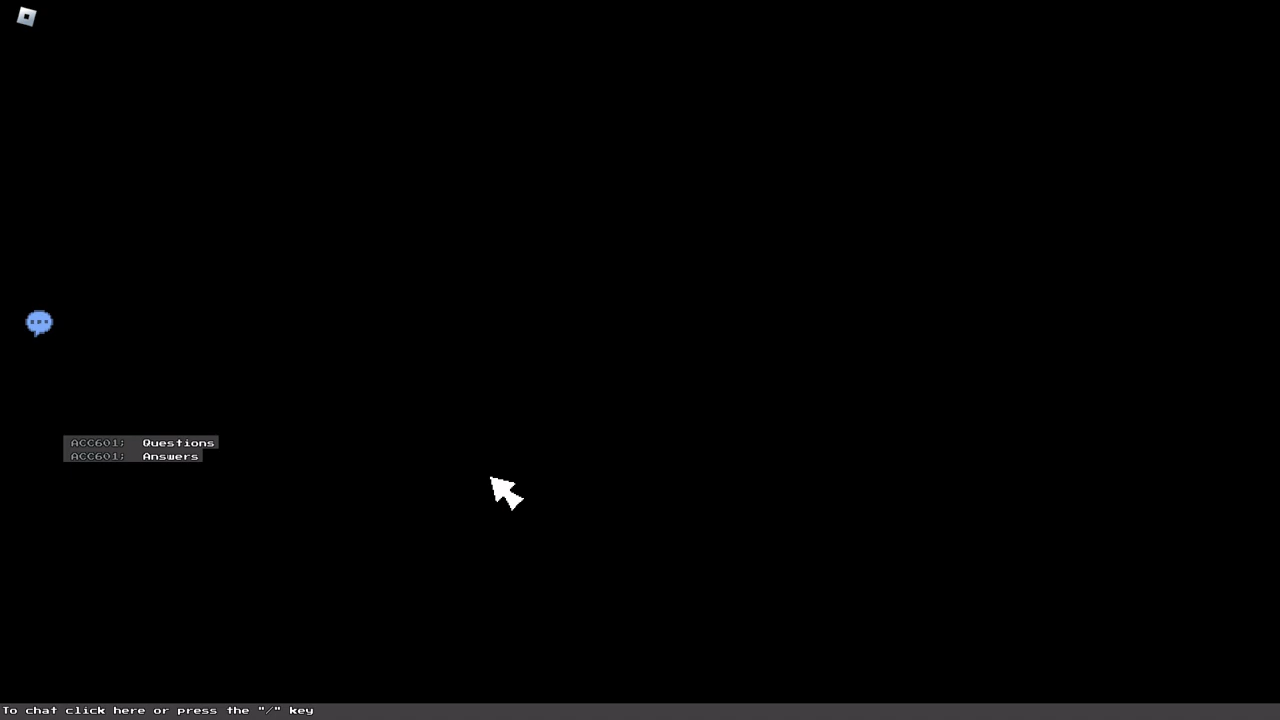 ACC601; Questions
ACC601; Answers
To chat click here or press the "/" key